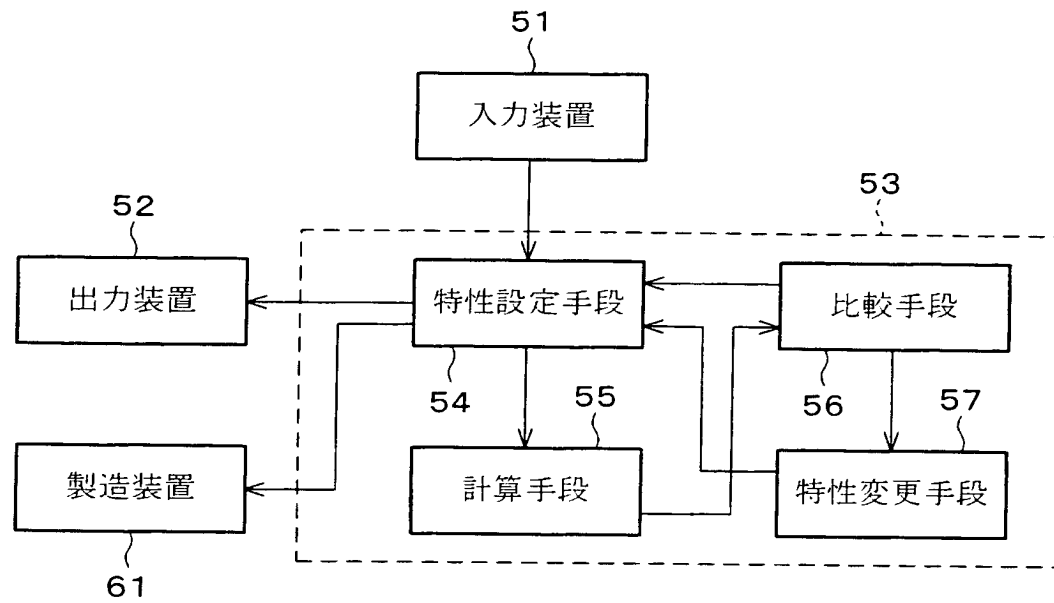 51
入力装置
53
52
出力装置
特性設定手段
比較手段
54
55
56
57
製造装置
計算手段
特性変更手段
61